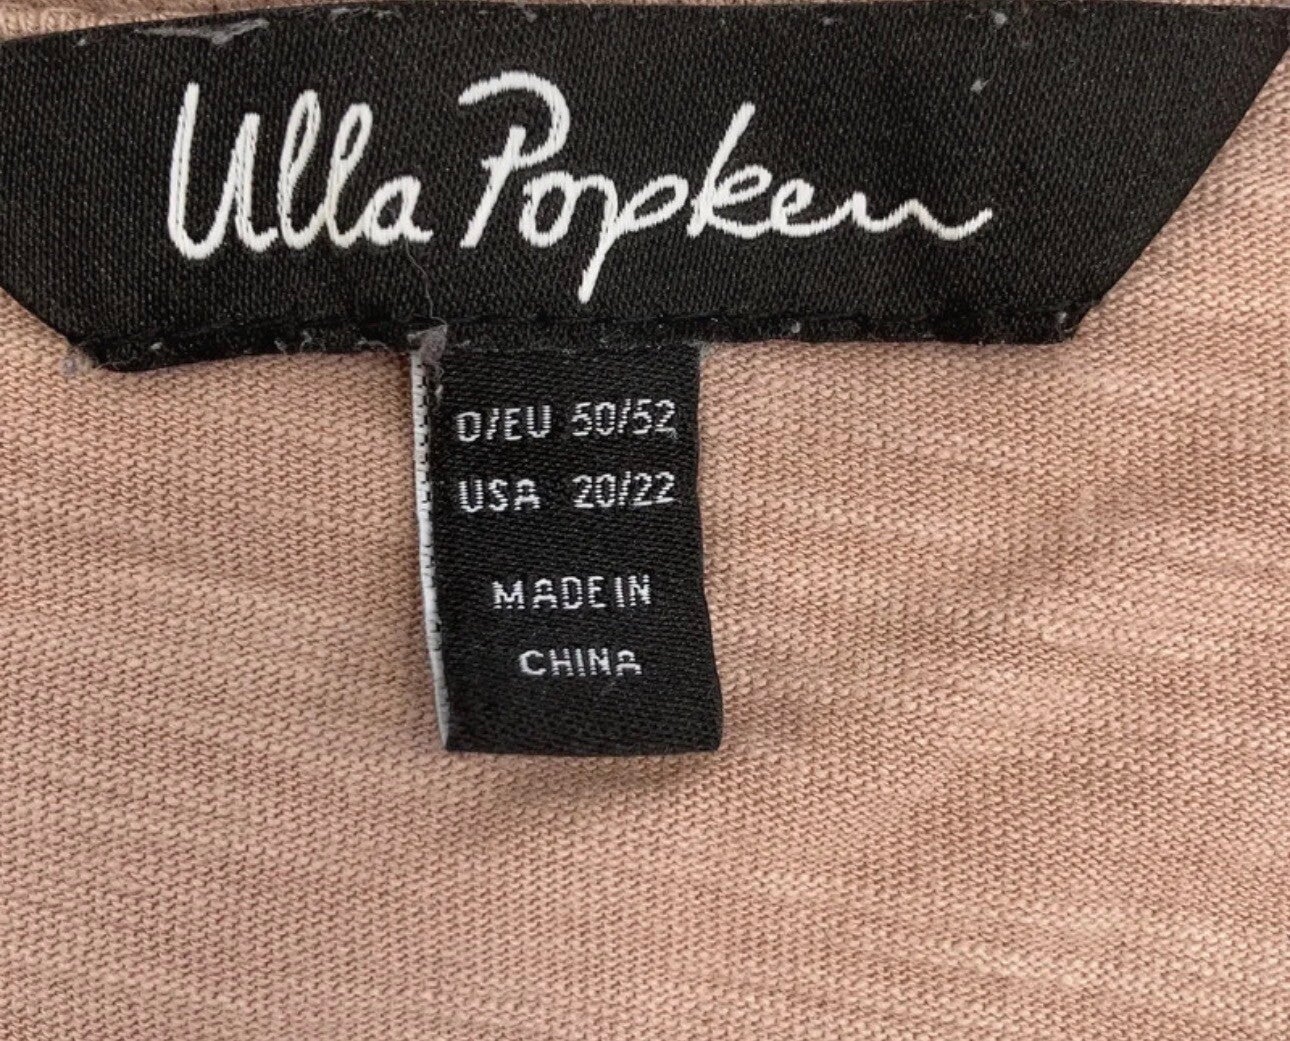 Ulla Popken
D/EU 50/52
USA 20/22
MADE IN
CHINA